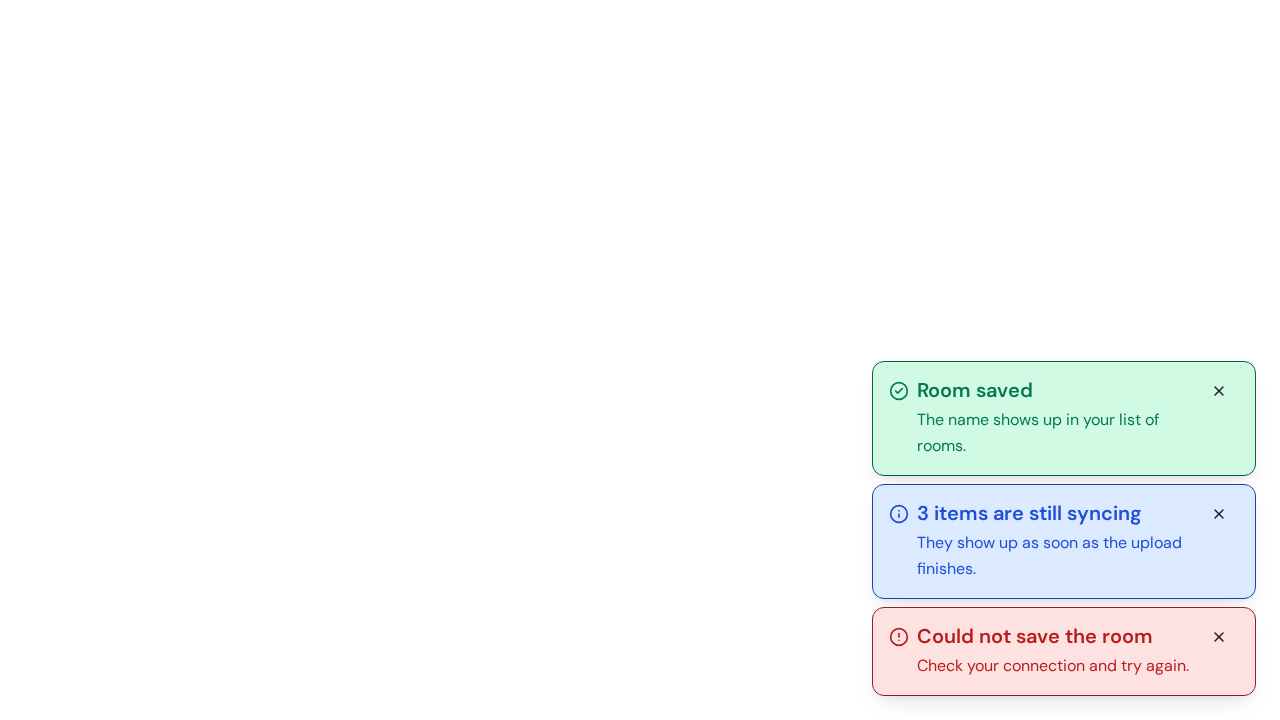 Room saved
The name shows up in your list of
rooms.
3 items are still syncing
They show up as soon as the upload
finishes.
Could not save the room
Check your connection and try again.